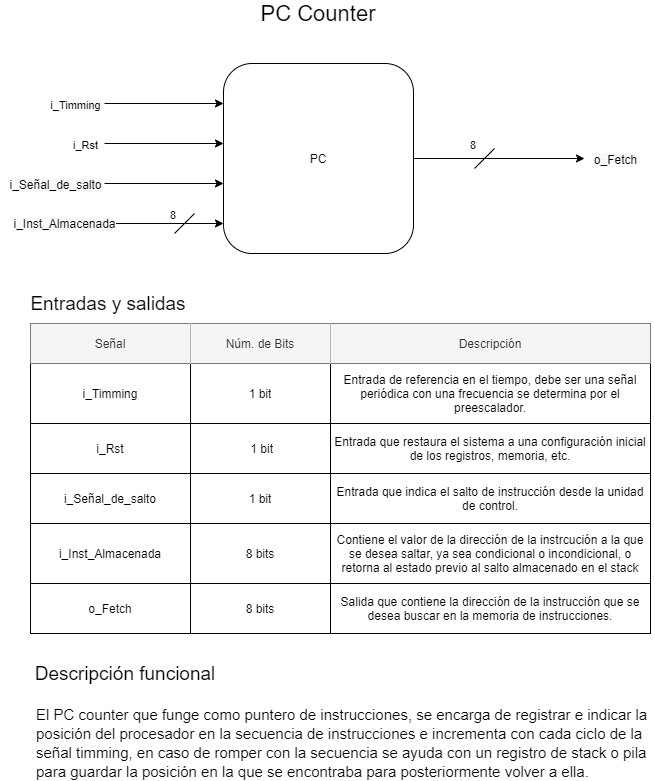 PC Counter
i_Timming
i_Rst
i_Señal_de_salto
i_Inst_Almacenada
8
PC
8
o_Fetch
Entradas y salidas
Señal
Núm. de Bits
Descripción
i_Timming
1 bit
Entrada de referencia en el tiempo, debe ser una señal
periódica con una frecuencia se determina por el
preescalador.
i_Rst
1 bit
Entrada que restaura el sistema a una configuración inicial
de los registros, memoria, etc.
i_Señal_de_salto
1 bit
Entrada que indica el salto de instrucción desde la unidad
de control.
i_Inst_Almacenada
8 bits
Contiene el valor de la dirección de la instrcución a la que
se desea saltar, ya sea condicional o incondicional, o
retorna al estado previo al salto almacenado en el stack
o_Fetch
8 bits
Salida que contiene la dirección de la instrucción que se
desea buscar en la memoria de instrucciones.
Descripción funcional
El PC counter que funge como puntero de instrucciones, se encarga de registrar e indicar la
posición del procesador en la secuencia de instrucciones e incrementa con cada ciclo de la
señal timming, en caso de romper con la secuencia se ayuda con un registro de stack o pila
para guardar la posición en la que se encontraba para posteriormente volver a ella.